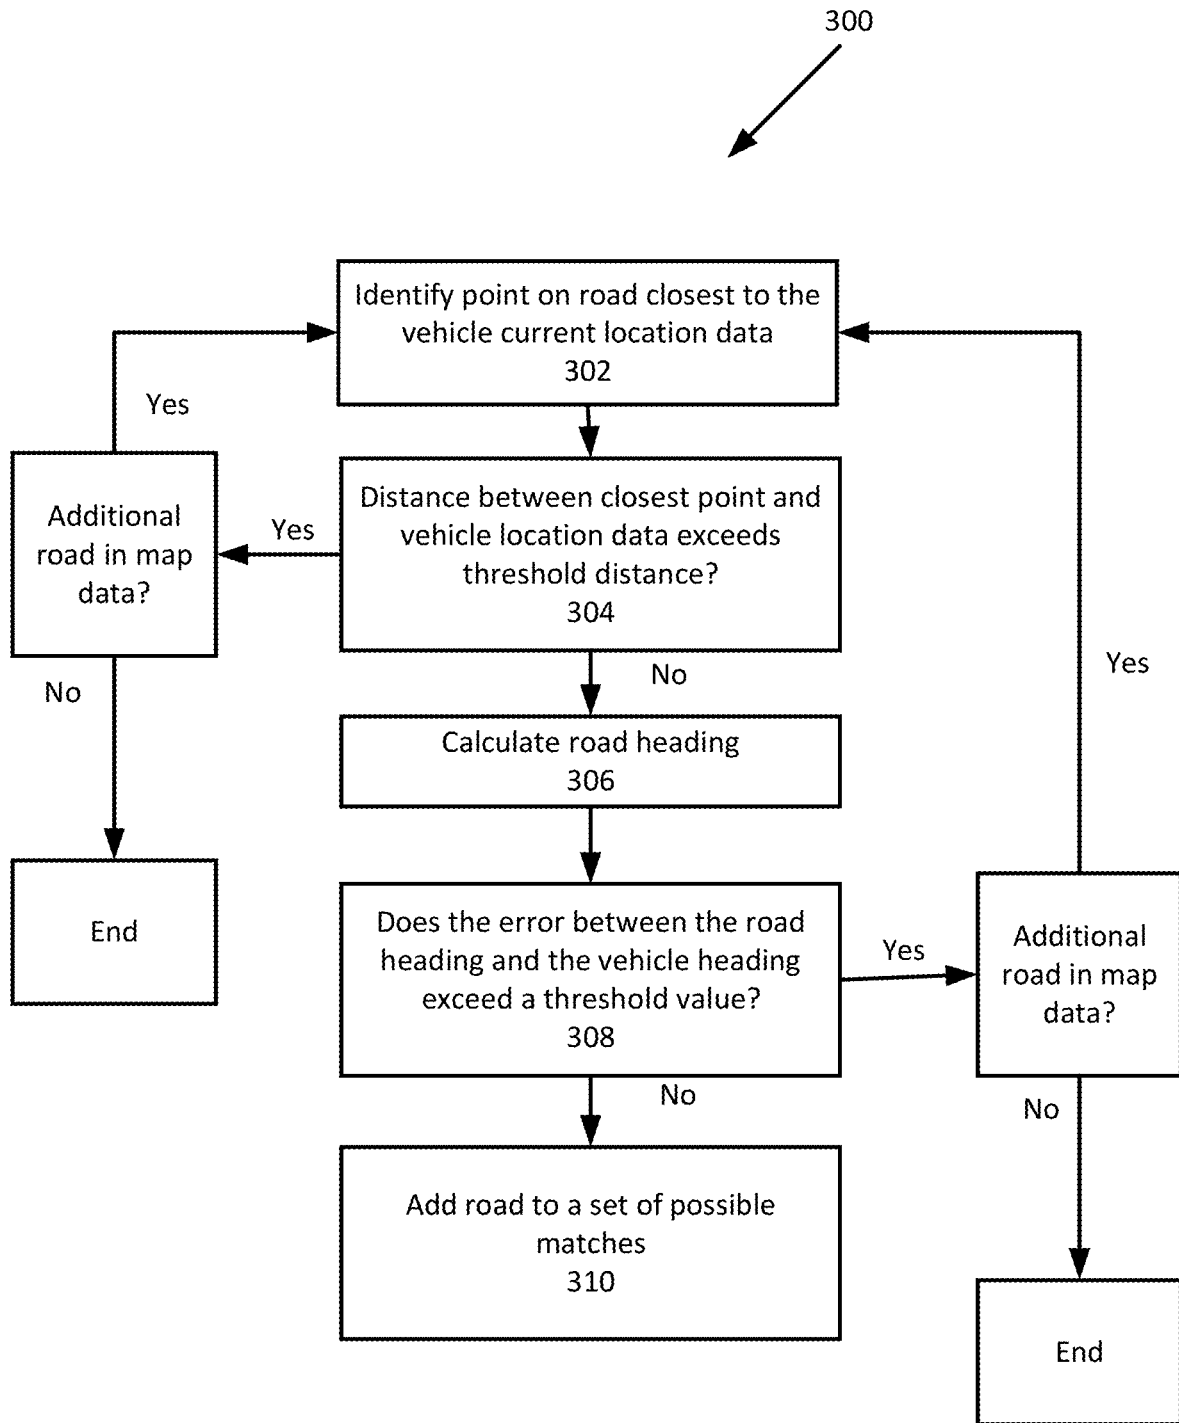 300
Identify point on road closest to the
vehicle current location data
302
Yes
Additional
road in map
data?
Yes
Distance between closest point and
vehicle location data exceeds
threshold distance?
304
No
No
Yes
Calculate road heading
306
End
Does the error between the road
heading and the vehicle heading
exceed a threshold value?
308
Yes
Additional
road in map
data?
No
No
Add road to a set of possible
matches
310
End